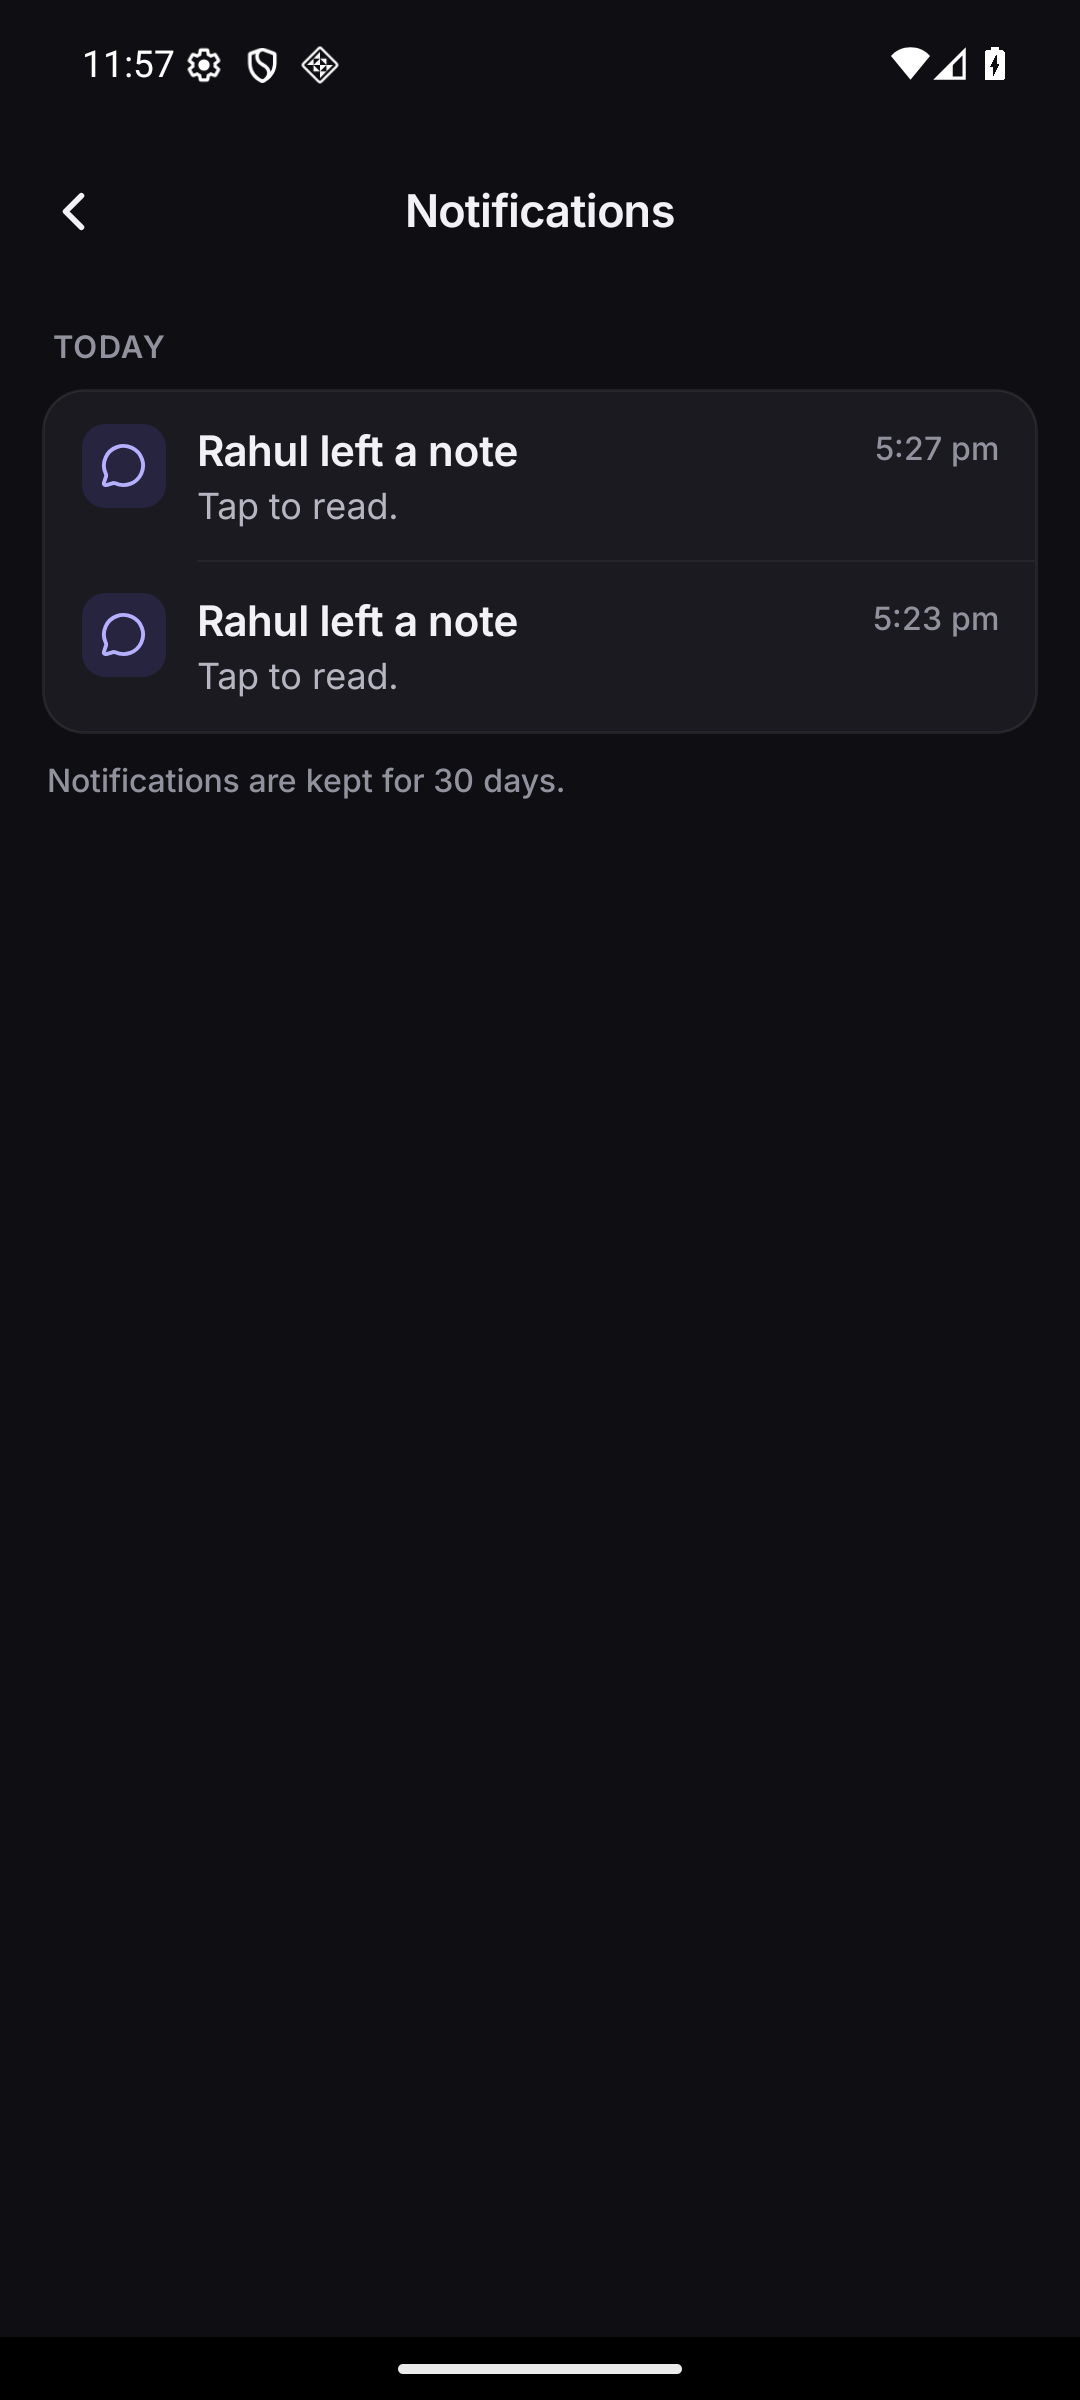 11:57
Notifications
TODAY
Rahul left a note
5:27 pm
Tap to read.
Rahul left a note
5:23 pm
Tap to read.
Notifications are kept for 30 days.